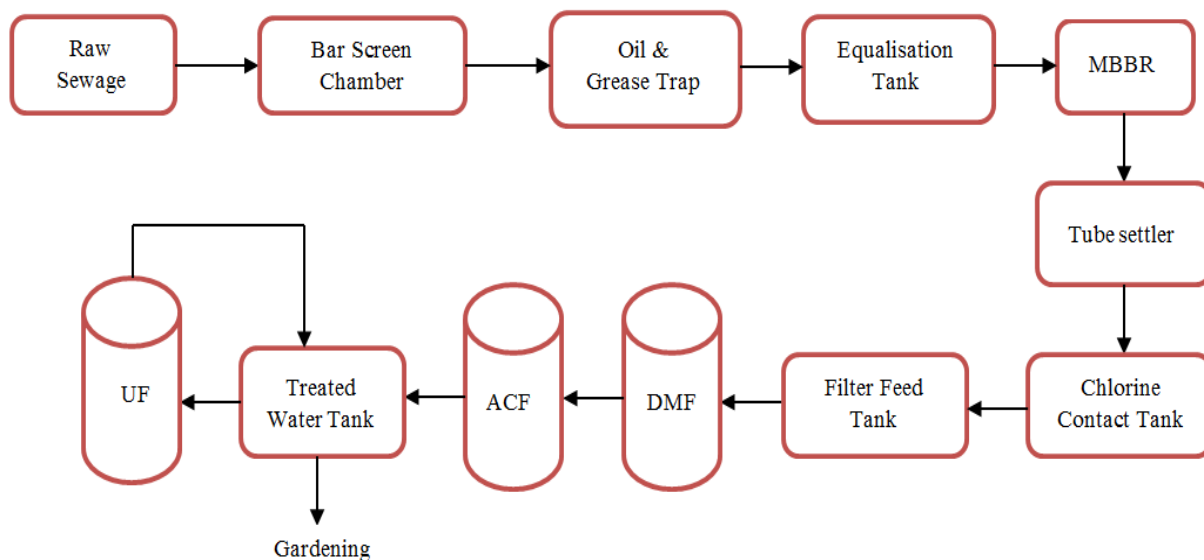 Raw
Sewage
Bar Screen
Chamber
Oil &
Grease Trap
Equalisation
Tank
MBBR
Tube settler
Chlorine
Contact Tank
Filter Feed
Tank
DMF
ACF
Treated
Water Tank
UF
Gardening